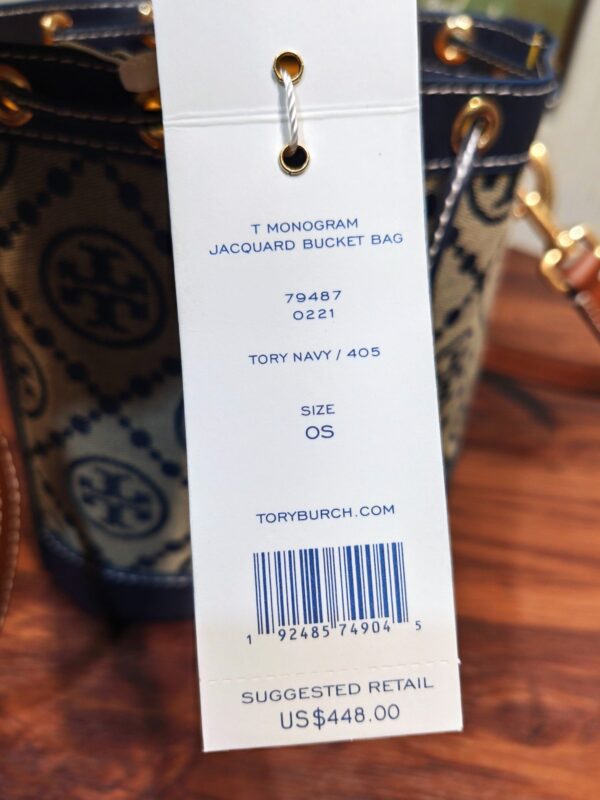 T MONOGRAM
JACQUARD BUCKET BAG
79487
0221
TORY NAVY / 405
SIZE
OS
TORYBURCH.COM
1 92485 74904 5
SUGGESTED RETAIL
US$448.00